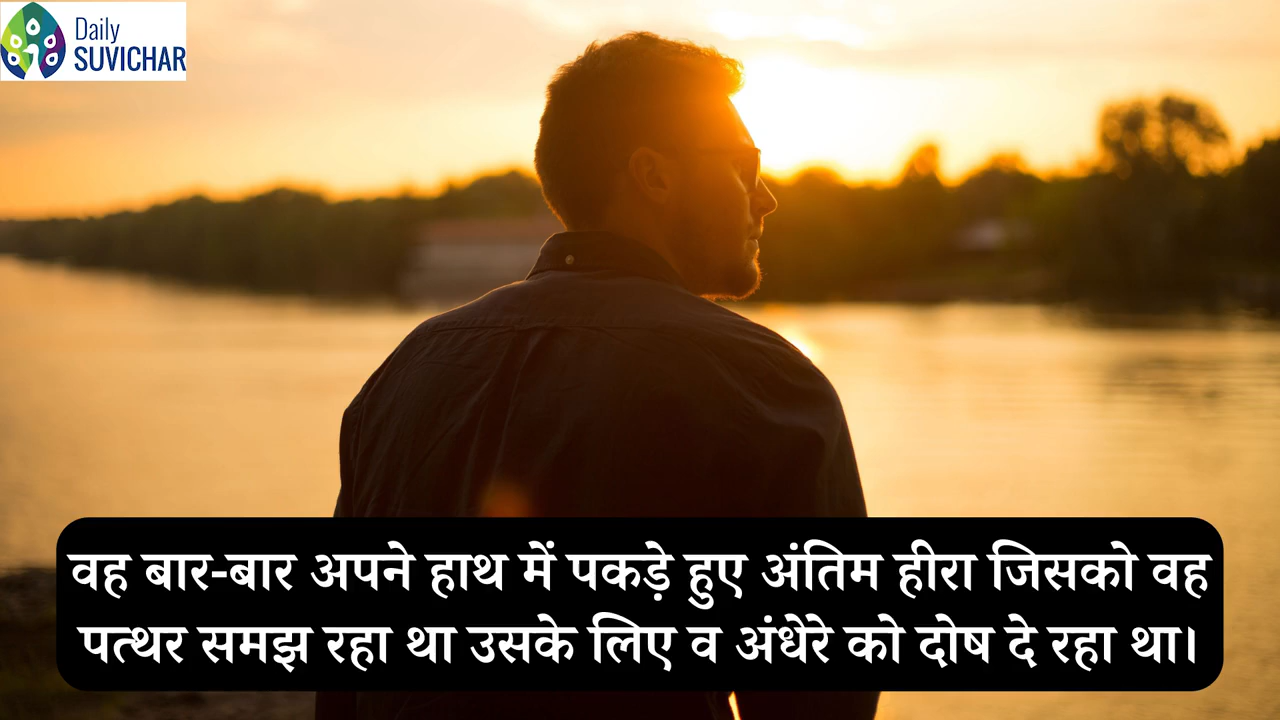 Daily
SUVICHAR
वह बार-बार अपने हाथ में पकड़े हुए अंतिम हीरा जिसको वह
पत्थर समझ रहा था उसके लिए व अंधेरे को दोष दे रहा था।